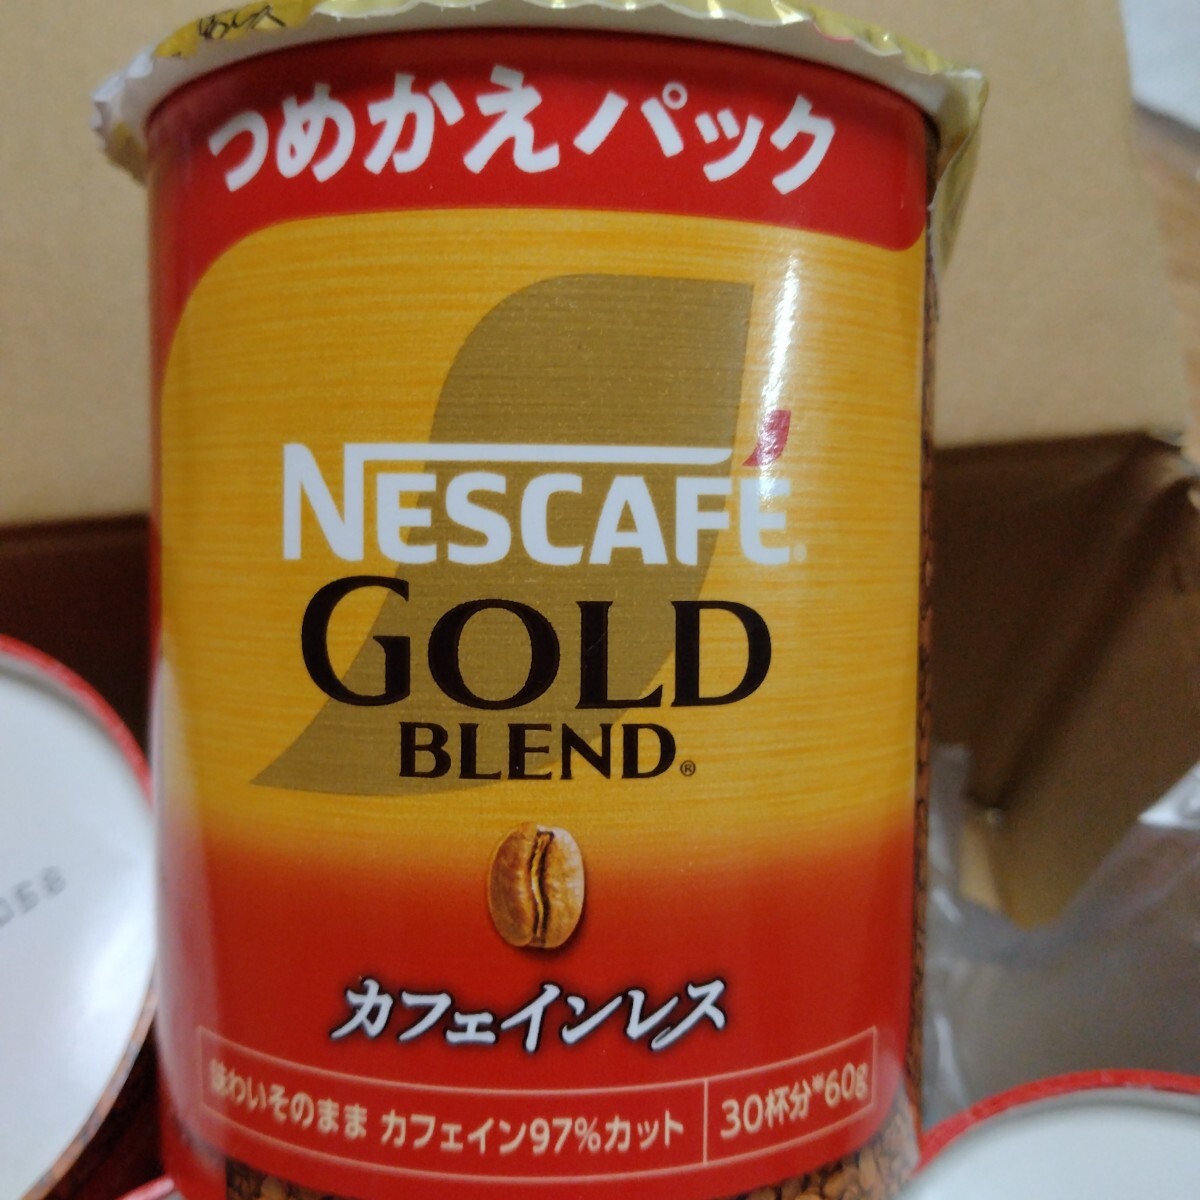 つめかえパック
NESCAFÉ®
GOLD
BLEND®
カフェインレス
味わいそのまま カフェイン97%カット
30杯分*60g